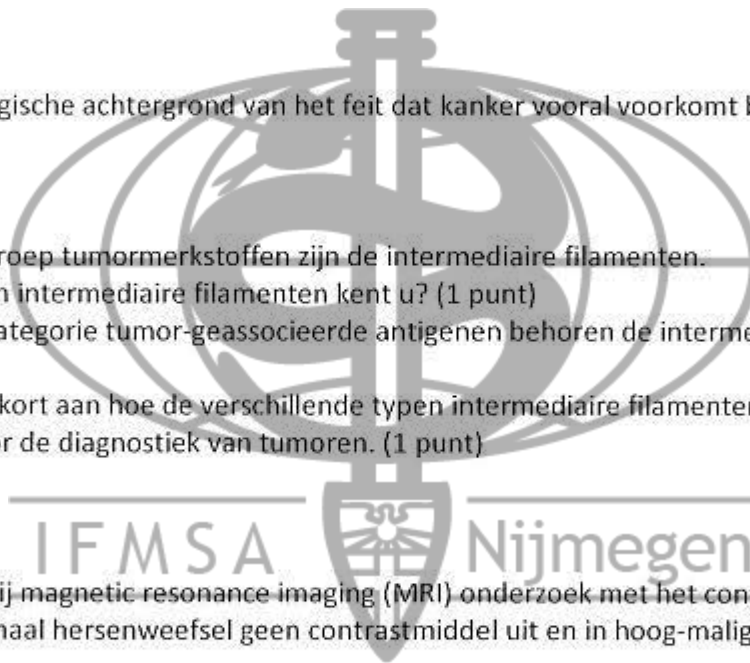 gische achtergrond van het feit dat kanker vooral voorkomt b
roep tumormerkstoffen zijn de intermediaire filamenten.
n intermediaire filamenten kent u? (1 punt)
ategorie tumor-geassocieerde antigenen behoren de interme
kort aan hoe de verschillende typen intermediaire filamenten
or de diagnostiek van tumoren. (1 punt)
IFMSA Nijmegen
ij magnetic resonance imaging (MRI) onderzoek met het con
naal hersenweefsel geen contrastmiddel uit en in hoog-malig